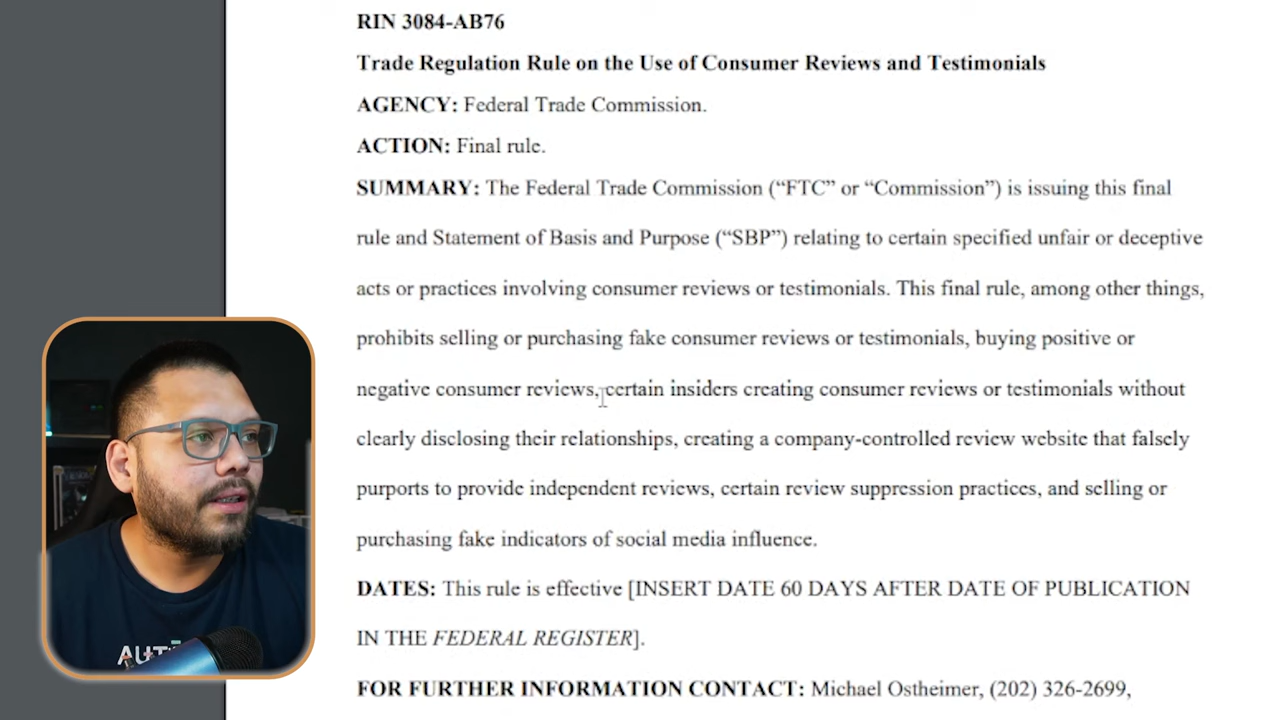 RIN 3084-AB76
Trade Regulation Rule on the Use of Consumer Reviews and Testimonials
AGENCY: Federal Trade Commission.
ACTION: Final rule.
SUMMARY: The Federal Trade Commission (“FTC” or “Commission”) is issuing this final
rule and Statement of Basis and Purpose (“SBP”) relating to certain specified unfair or deceptive
acts or practices involving consumer reviews or testimonials. This final rule, among other things,
prohibits selling or purchasing fake consumer reviews or testimonials, buying positive or
negative consumer reviews, certain insiders creating consumer reviews or testimonials without
clearly disclosing their relationships, creating a company-controlled review website that falsely
purports to provide independent reviews, certain review suppression practices, and selling or
purchasing fake indicators of social media influence.
DATES: This rule is effective [INSERT DATE 60 DAYS AFTER DATE OF PUBLICATION
IN THE FEDERAL REGISTER].
FOR FURTHER INFORMATION CONTACT: Michael Ostheimer, (202) 326-2699,